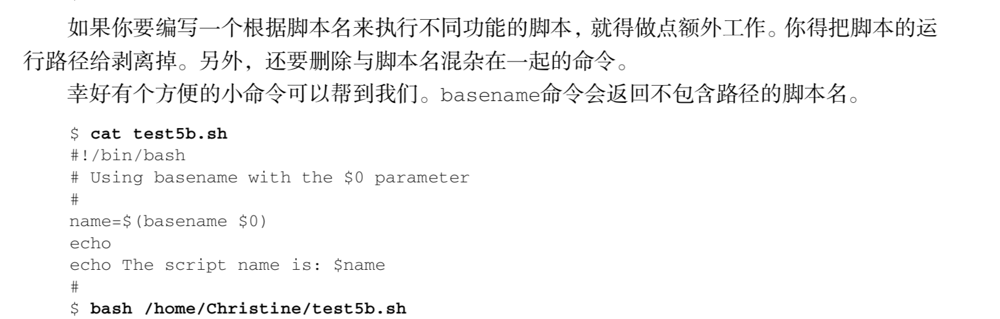 如果你要编写一个根据脚本名来执行不同功能的脚本，就得做点额外工作。你得把脚本的运
行路径给剥离掉。另外，还要删除与脚本名混杂在一起的命令。
幸好有个方便的小命令可以帮到我们。basename命令会返回不包含路径的脚本名。
$ cat test5b.sh
#!/bin/bash
# Using basename with the $0 parameter
#
name=$(basename $0)
echo
echo The script name is: $name
#
$ bash /home/Christine/test5b.sh